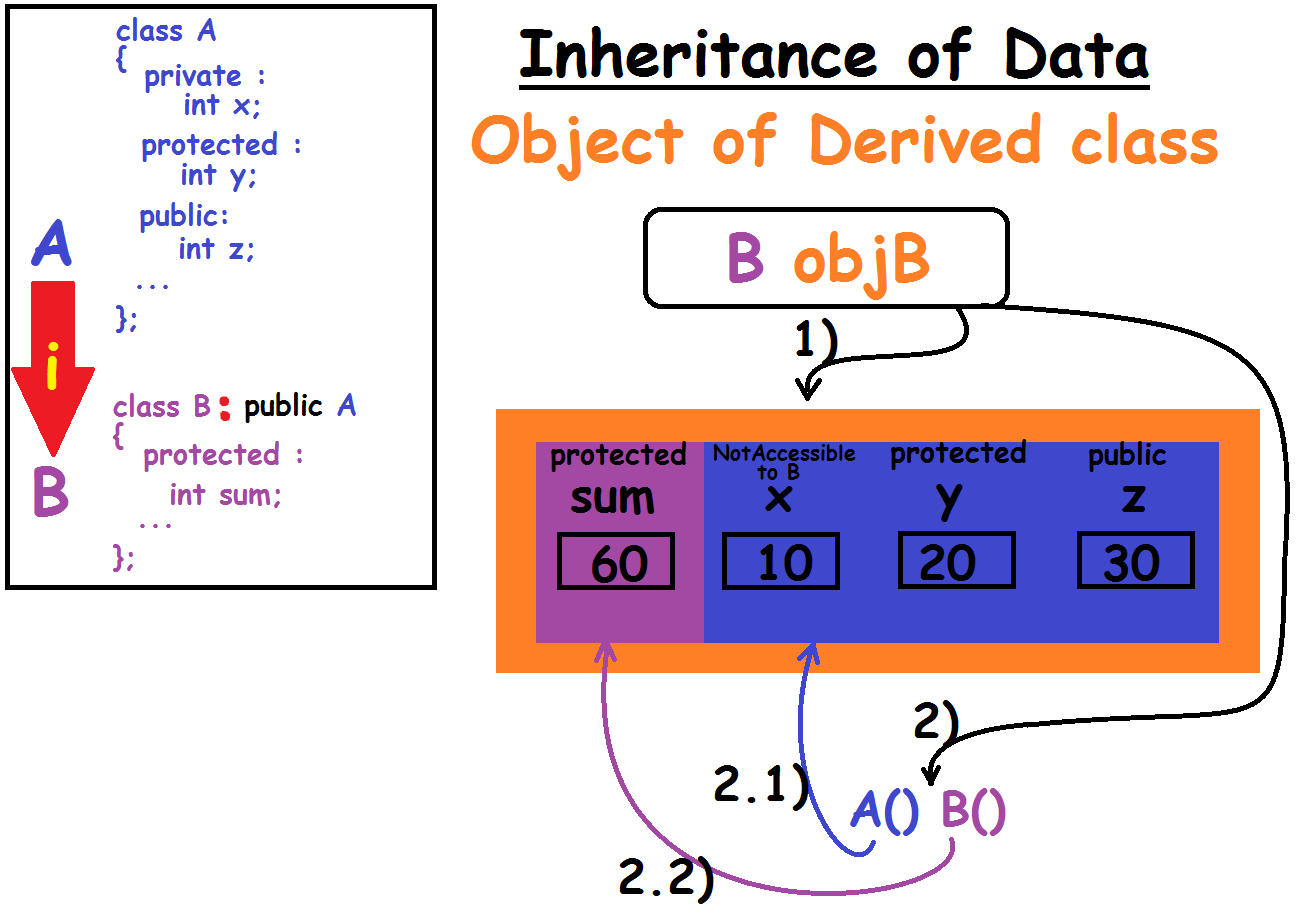 class A
{
private :
int x;
protected :
int y;
public:
int z;
...
};
A
i
B
class B : public A
{
protected :
int sum;
...
};
Inheritance of Data
Object of Derived class
B objB
1)
protected NotAccessible to B protected public
sum x y z
60 10 20 30
2)
2.1)
A() B()
2.2)